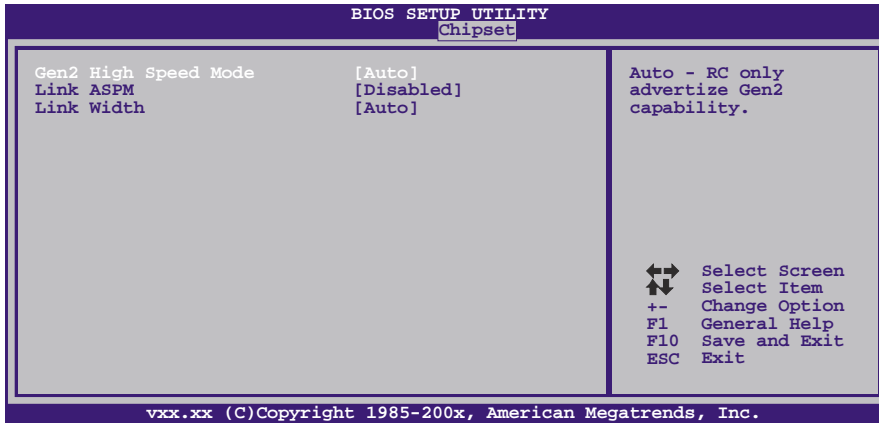 BIOS SETUP UTILITY
Chipset
Gen2 High Speed Mode [Auto]
Link ASPM [Disabled]
Link Width [Auto]
Auto - RC only
advertize Gen2
capability.
Select Screen
Select Item
+- Change Option
F1 General Help
F10 Save and Exit
ESC Exit
vxx.xx (C)Copyright 1985-200x, American Megatrends, Inc.